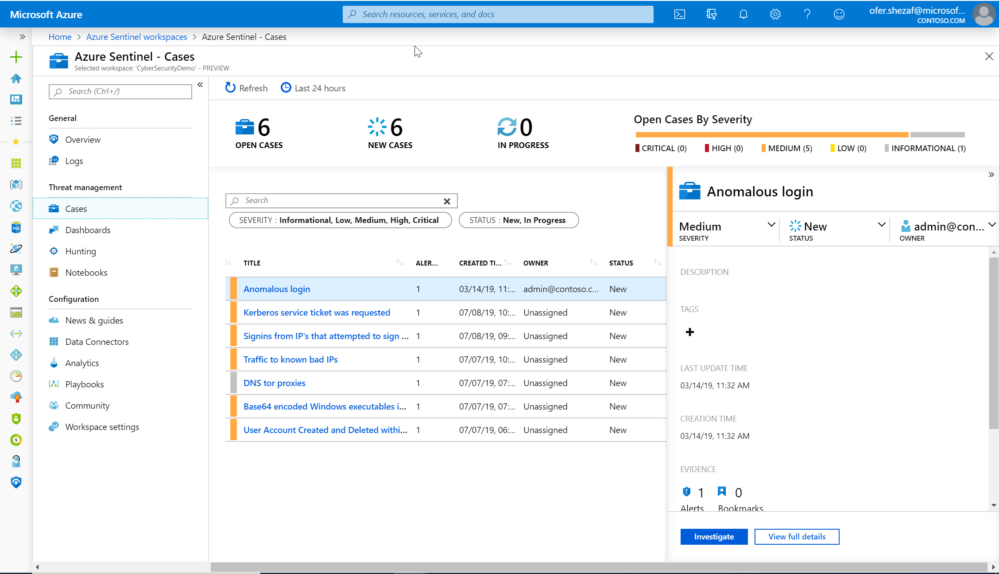 Microsoft Azure
Search resources, services, and docs
ofer.shezaf@microsof...
CONTOSO.COM
Home > Azure Sentinel workspaces > Azure Sentinel - Cases
Azure Sentinel - Cases
Selected workspace: 'CyberSecurityDemo' - PREVIEW
Search (Ctrl+/)
General
Overview
Logs
Threat management
Cases
Dashboards
Hunting
Notebooks
Configuration
News & guides
Data Connectors
Analytics
Playbooks
Community
Workspace settings
Refresh
Last 24 hours
6
OPEN CASES
6
NEW CASES
0
IN PROGRESS
Open Cases By Severity
CRITICAL (0) HIGH (0) MEDIUM (5) LOW (0) INFORMATIONAL (1)
Search
SEVERITY : Informational, Low, Medium, High, Critical
STATUS : New, In Progress
TITLE ALER... CREATED TI... OWNER STATUS
Anomalous login 1 03/14/19, 11:... admin@contoso.c... New
Kerberos service ticket was requested 1 07/08/19, 10:... Unassigned New
Signins from IP's that attempted to sign ... 1 07/08/19, 09:... Unassigned New
Traffic to known bad IPs 1 07/07/19, 10:... Unassigned New
DNS tor proxies 1 07/07/19, 07:... Unassigned New
Base64 encoded Windows executables i... 1 07/07/19, 07:... Unassigned New
User Account Created and Deleted withi... 1 07/07/19, 06:... Unassigned New
Anomalous login
Medium
SEVERITY
New
STATUS
admin@con...
OWNER
DESCRIPTION
TAGS
LAST UPDATE TIME
03/14/19, 11:32 AM
CREATION TIME
03/14/19, 11:32 AM
EVIDENCE
1 0
Alerts Bookmarks
Investigate
View full details
SQL